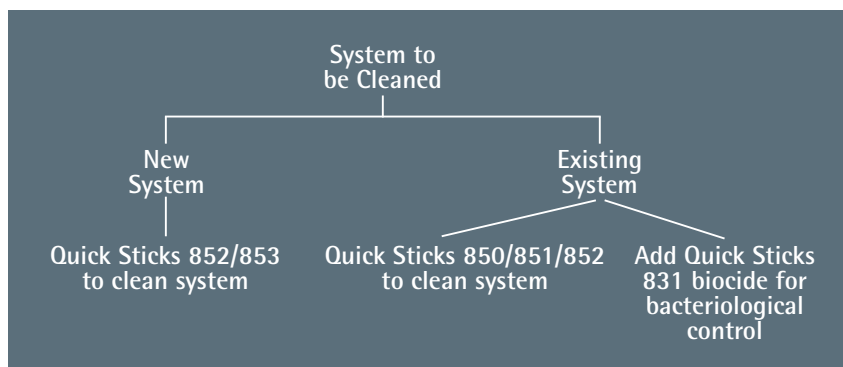 System to
be Cleaned
New
System
Existing
System
Quick Sticks 852/853
to clean system
Quick Sticks 850/851/852
to clean system
Add Quick Sticks
831 biocide for
bacteriological
control